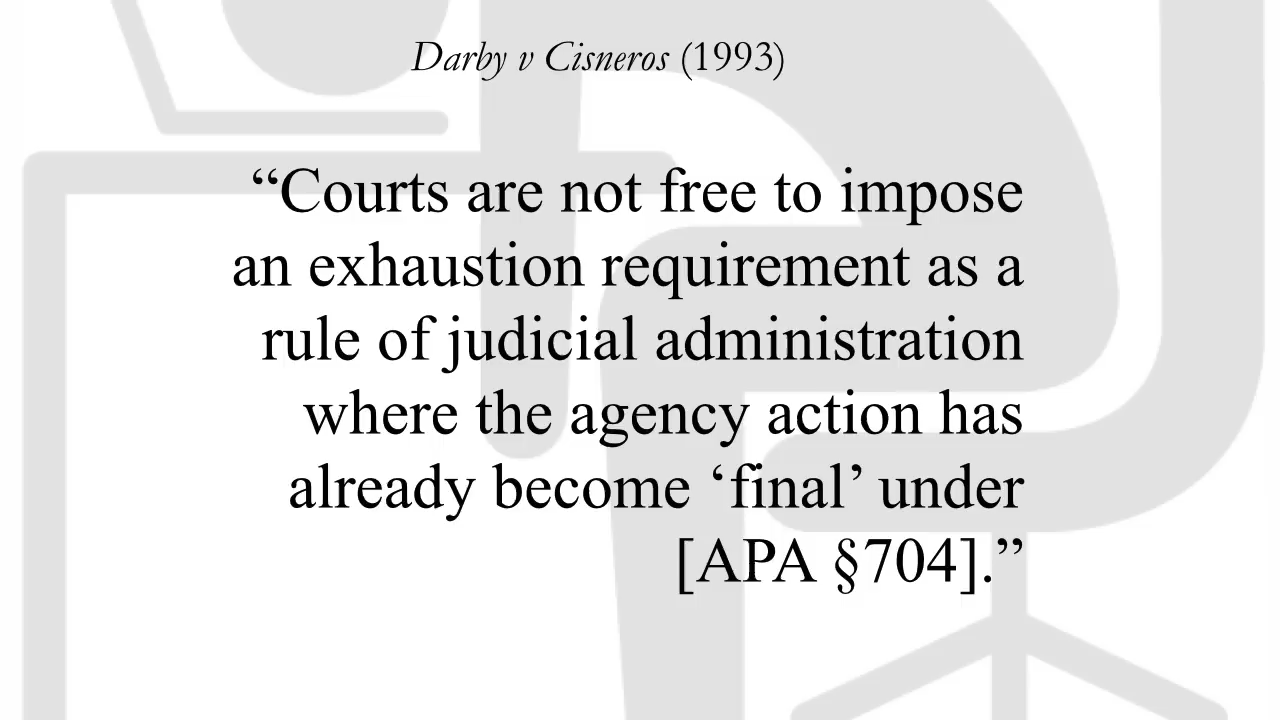 Darby v Cisneros (1993)
“Courts are not free to impose
an exhaustion requirement as a
rule of judicial administration
where the agency action has
already become ‘final’ under
[APA §704].”